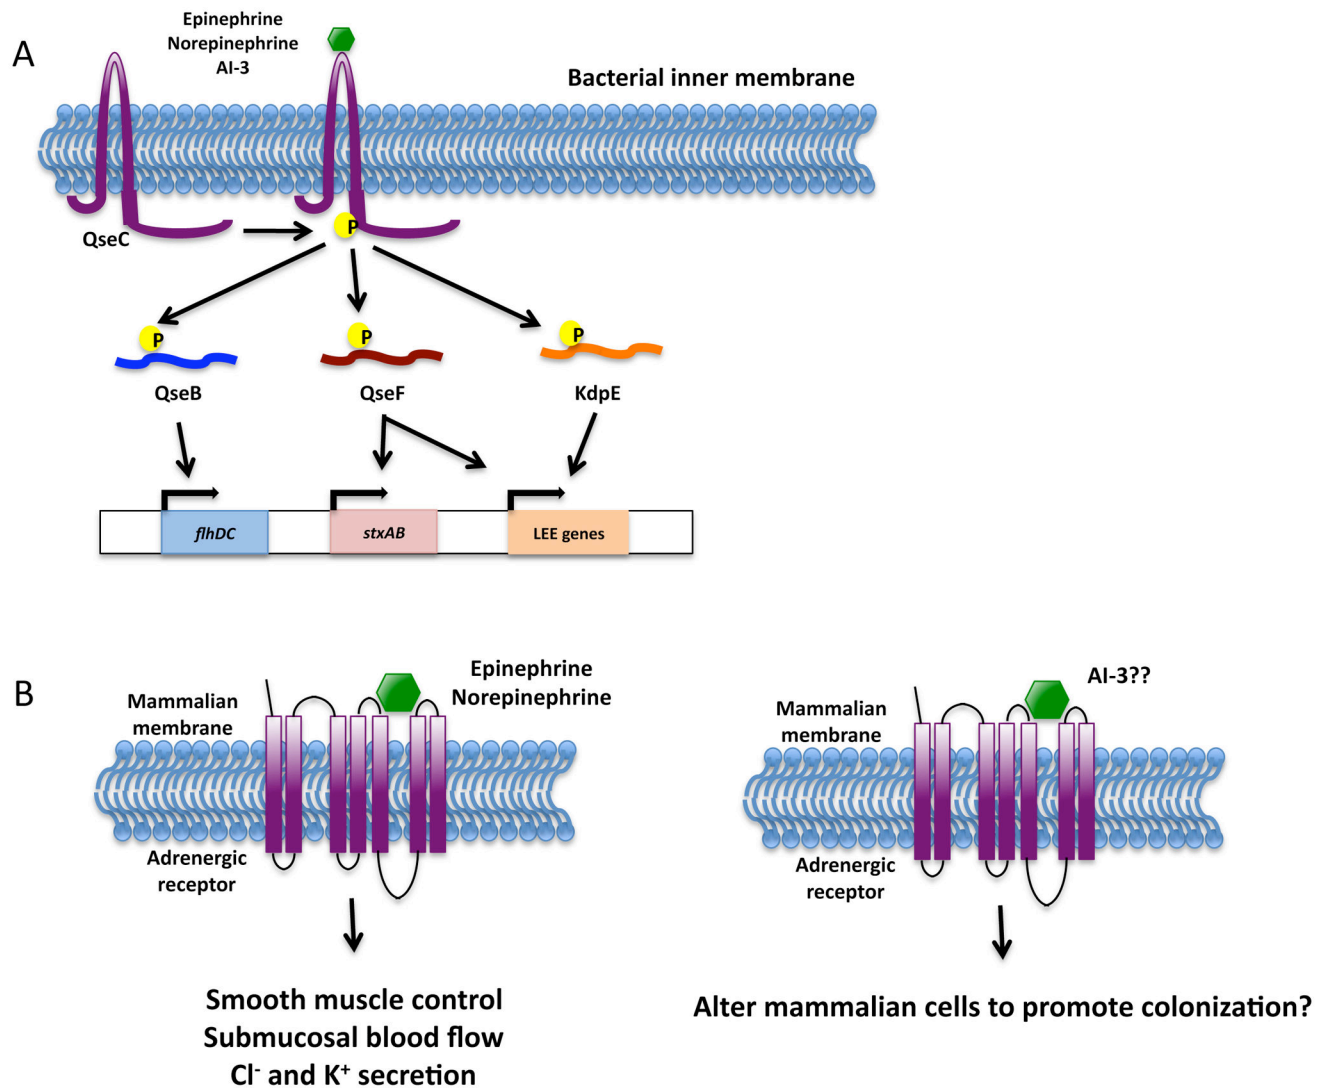 A
Epinephrine
Norepinephrine
AI-3
Bacterial inner membrane
QseC
P
P
P
P
QseB
QseF
KdpE
flhDC
stxAB
LEE genes
B
Mammalian
membrane
Epinephrine
Norepinephrine
Adrenergic
receptor
Smooth muscle control
Submucosal blood flow
Cl⁻ and K⁺ secretion
Mammalian
membrane
AI-3??
Adrenergic
receptor
Alter mammalian cells to promote colonization?